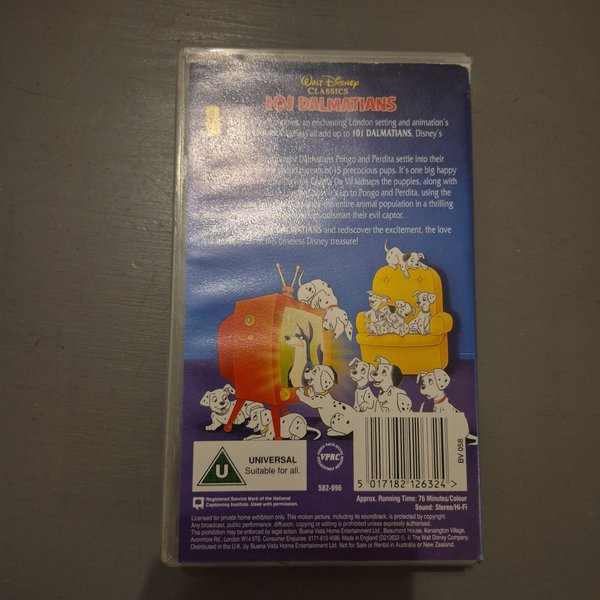 WALT DISNEY
CLASSICS
101 DALMATIANS
an enchanting London setting and animation's
all add up to 101 DALMATIANS, Disney's
Dalmatians Pongo and Perdita settle into their
of 15 precocious pups. It's one big happy
De Vil kidnaps the puppies, along with
up to Pongo and Perdita, using the
entire animal population in a thrilling
outsmart their evil captor.
DALMATIANS and rediscover the excitement, the love
this timeless Disney treasure!
U
UNIVERSAL
Suitable for all.
VPRC
582-996
BV 058
5 017182 126324 >
Registered Service Mark of the National
Captioning Institute. Used with permission.
Approx. Running Time: 76 Minutes/Colour
Sound: Stereo/Hi-Fi
Licensed for private home exhibition only. This motion picture, including its soundtrack, is protected by copyright.
Any broadcast, public performance, diffusion, copying or editing is prohibited unless expressly authorised.
This prohibition may be enforced by legal action. Buena Vista Home Entertainment Ltd., Beaumont House, Kensington Village,
Avonmore Rd., London W14 8TS. Consumer Enquiries: 0171-610 4586. Made in England (D212632-1) © The Walt Disney Company.
Distributed in the U.K. by Buena Vista Home Entertainment Ltd. Not for Sale or Rental in Australia or New Zealand.